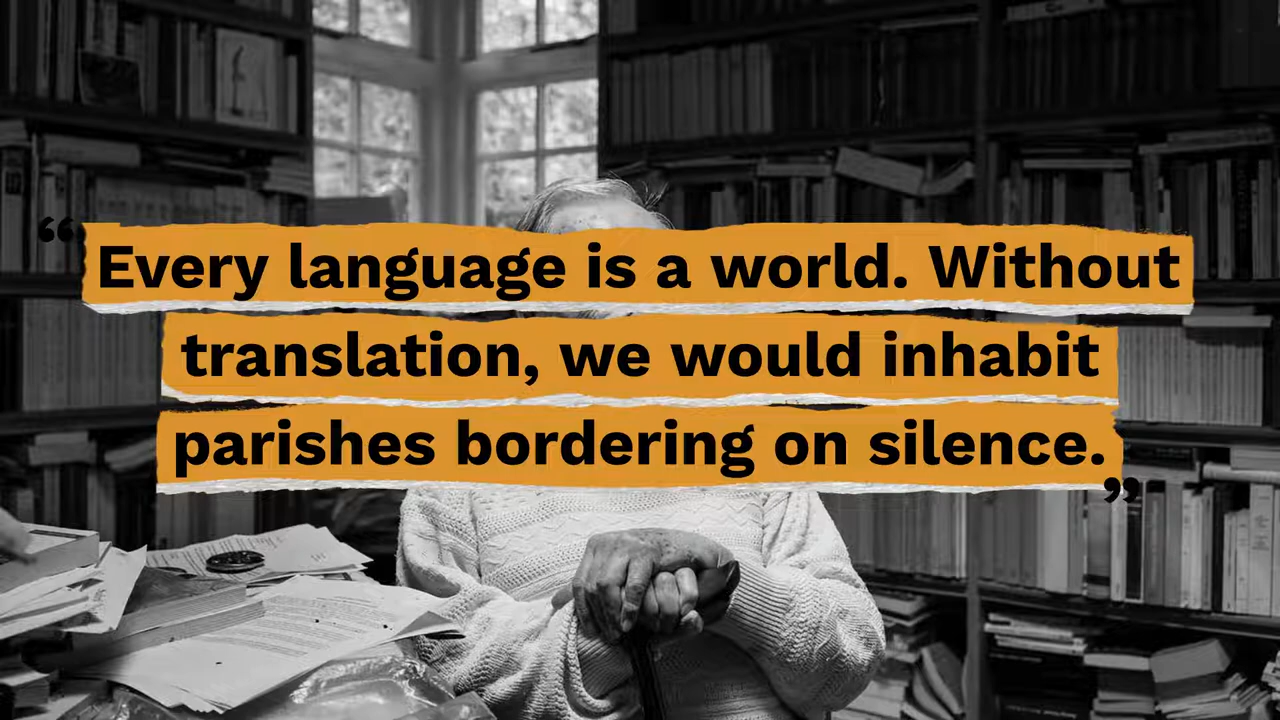 “Every language is a world. Without
translation, we would inhabit
parishes bordering on silence.”